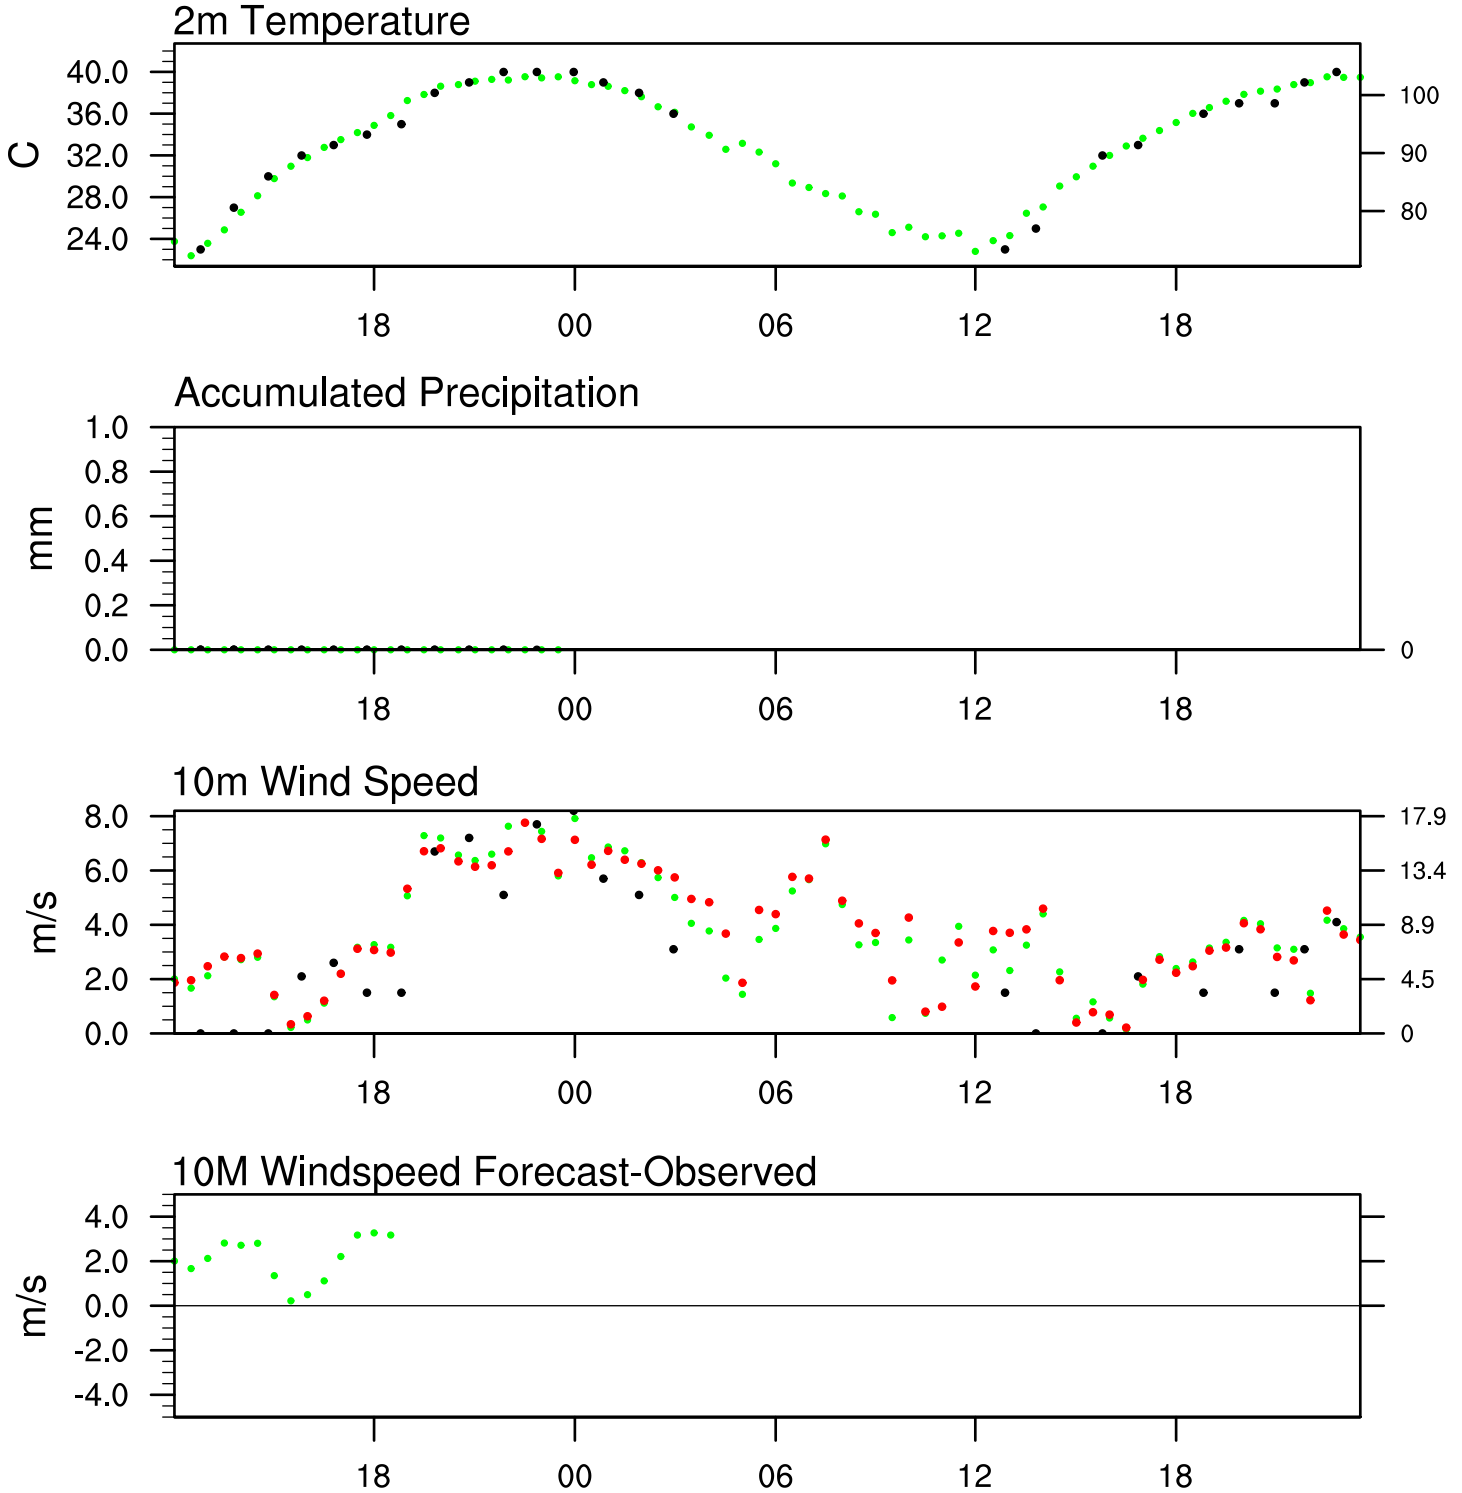 2m Temperature
40.0
36.0
32.0
28.0
24.0
C
100
90
80
18 00 06 12 18
Accumulated Precipitation
1.0
0.8
0.6
0.4
0.2
0.0
mm
0
18 00 06 12 18
10m Wind Speed
8.0
6.0
4.0
2.0
0.0
m/s
17.9
13.4
8.9
4.5
0
18 00 06 12 18
10M Windspeed Forecast-Observed
4.0
2.0
0.0
-2.0
-4.0
m/s
18 00 06 12 18